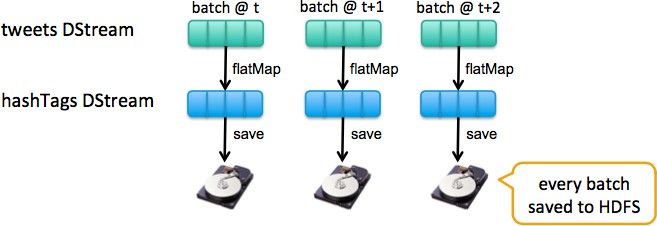 batch @ t
batch @ t+1
batch @ t+2
tweets DStream
flatMap
flatMap
flatMap
hashTags DStream
save
save
save
every batch
saved to HDFS